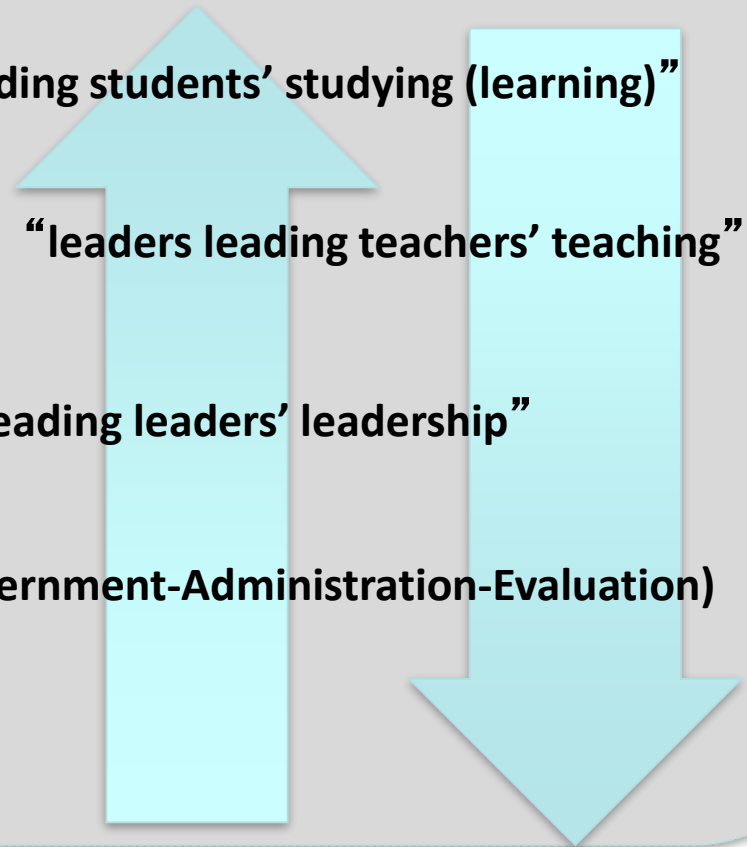 ding students’ studying (learning)”
“leaders leading teachers’ teaching”
eading leaders’ leadership”
ernment-Administration-Evaluation)